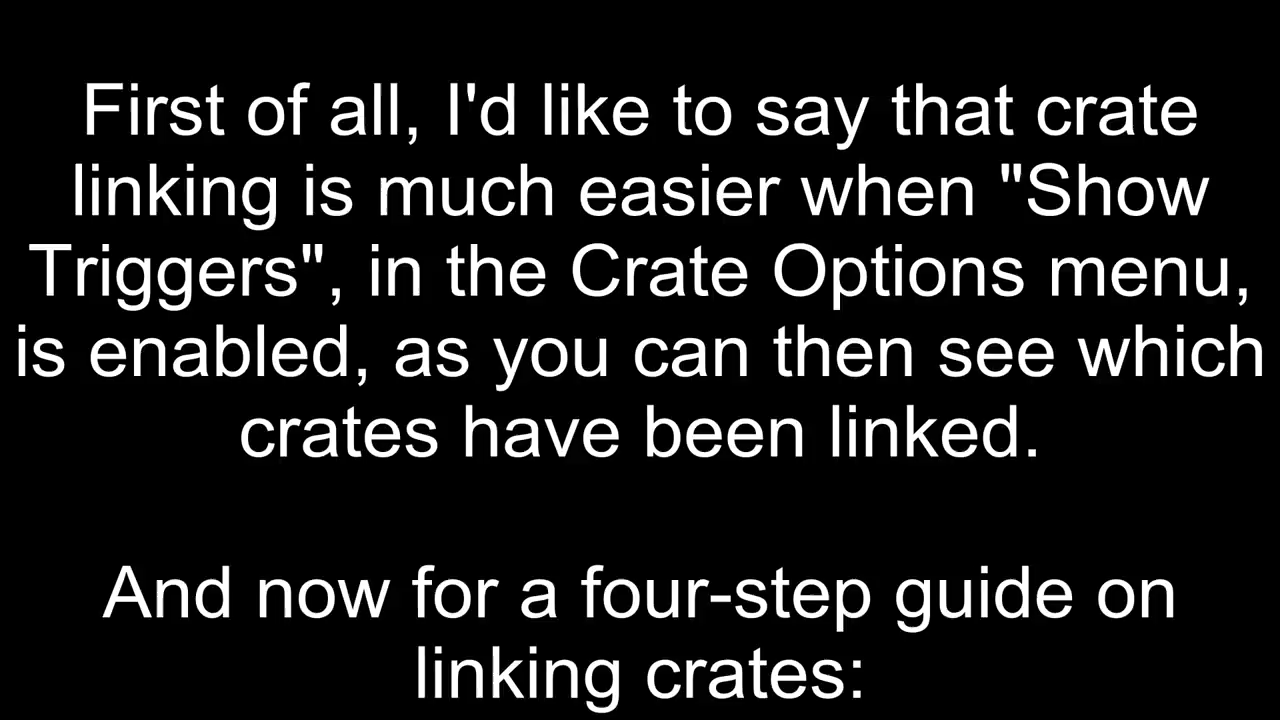 First of all, I'd like to say that crate
linking is much easier when "Show
Triggers", in the Crate Options menu,
is enabled, as you can then see which
crates have been linked.
And now for a four-step guide on
linking crates: